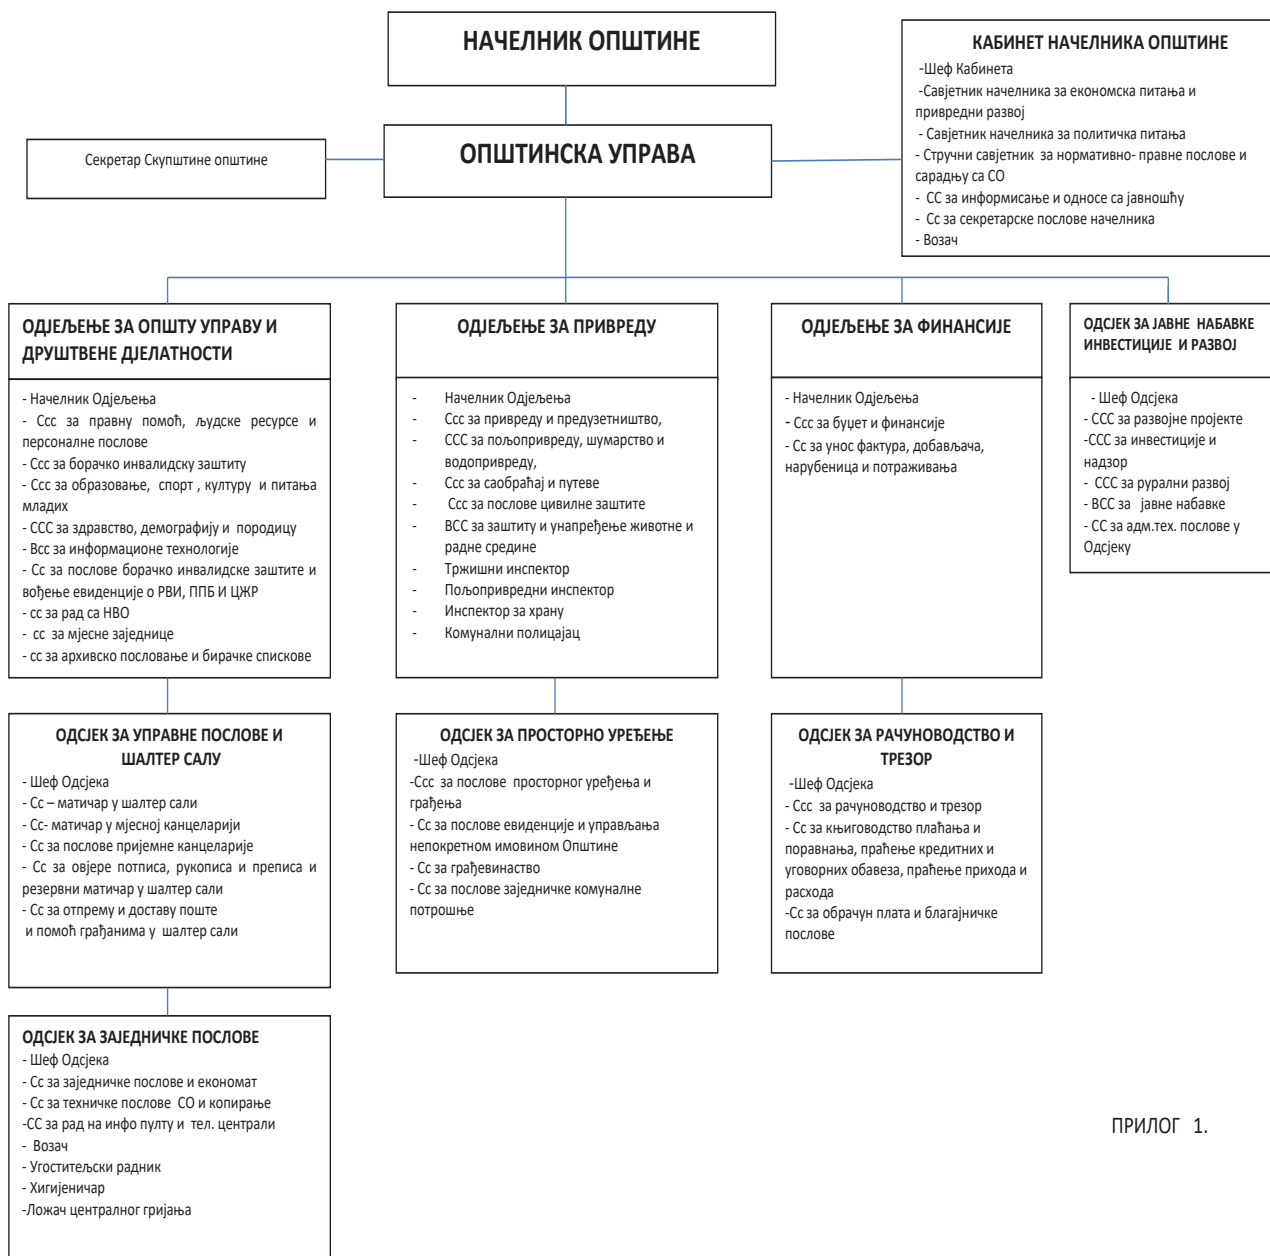 НАЧЕЛНИК ОПШТИНЕ
КАБИНЕТ НАЧЕЛНИКА ОПШТИНЕ
-Шеф Кабинета
-Савјетник начелника за економска питања и
привредни развој
- Савјетник начелника за политичка питања
- Стручни савјетник за нормативно- правне послове и
сарадњу са СО
- СС за информисање и односе са јавношћу
- Сс за секретарске послове начелника
- Возач
Секретар Скупштине општине
ОПШТИНСКА УПРАВА
ОДЈЕЉЕЊЕ ЗА ОПШТУ УПРАВУ И
ДРУШТВЕНЕ ДЈЕЛАТНОСТИ
- Начелник Одјељења
- Ссс за правну помоћ, људске ресурсе и
персоналне послове
- Ссс за борачко инвалидску заштиту
- Ссс за образовање, спорт , културу и питања
младих
- ССС за здравство, демографију и породицу
- Всс за информационе технологије
- Сс за послове борачко инвалидске заштите и
вођење евиденције о РВИ, ППБ И ЦЖР
- сс за рад са НВО
- сс за мјесне заједнице
- сс за архивско пословање и бирачке спискове
ОДЈЕЉЕЊЕ ЗА ПРИВРЕДУ
- Начелник Одјељења
- Ссс за привреду и предузетништво,
- ССС за пољопривреду, шумарство и
водопривреду,
- Ссс за саобраћај и путеве
- Ссс за послове цивилне заштите
- ВСС за заштиту и унапређење животне и
радне средине
- Тржишни инспектор
- Пољопривредни инспектор
- Инспектор за храну
- Комунални полицајац
ОДЈЕЉЕЊЕ ЗА ФИНАНСИЈЕ
- Начелник Одјељења
- Ссс за буџет и финансије
- Сс за унос фактура, добављача,
нарубеница и потраживања
ОДСЈЕК ЗА ЈАВНЕ НАБАВКЕ
ИНВЕСТИЦИЈЕ И РАЗВОЈ
- Шеф Одсјека
- ССС за развојне пројекте
-ССС за инвестиције и
надзор
- ССС за рурални развој
- ВСС за јавне набавке
- СС за адм.тех. послове у
Одсјеку
ОДСЈЕК ЗА УПРАВНЕ ПОСЛОВЕ И
ШАЛТЕР САЛУ
- Шеф Одсјека
- Сс – матичар у шалтер сали
- Сс- матичар у мјесној канцеларији
- Сс за послове пријемне канцеларије
- Сс за овјере потписа, рукописа и преписа и
резервни матичар у шалтер сали
- Сс за отпрему и доставу поште
и помоћ грађанима у шалтер сали
ОДСЈЕК ЗА ПРОСТОРНО УРЕЂЕЊЕ
-Шеф Одсјека
-Ссс за послове просторног уређења и
грађења
- Сс за послове евиденције и управљања
непокретном имовином Општине
- Сс за грађевинаство
- Сс за послове заједничке комуналне
потрошње
ОДСЈЕК ЗА РАЧУНОВОДСТВО И
ТРЕЗОР
-Шеф Одсјека
- Ссс за рачуноводство и трезор
- Сс за књиговодство плаћања и
поравнања, праћење кредитних и
уговорних обавеза, праћење прихода и
расхода
-Сс за обрачун плата и благајничке
послове
ОДСЈЕК ЗА ЗАЈЕДНИЧКЕ ПОСЛОВЕ
- Шеф Одсјека
- Сс за заједничке послове и економат
- Сс за техничке послове СО и копирање
-СС за рад на инфо пулту и тел. централи
- Возач
- Угоститељски радник
- Хигијеничар
-Ложач централног гријања
ПРИЛОГ 1.